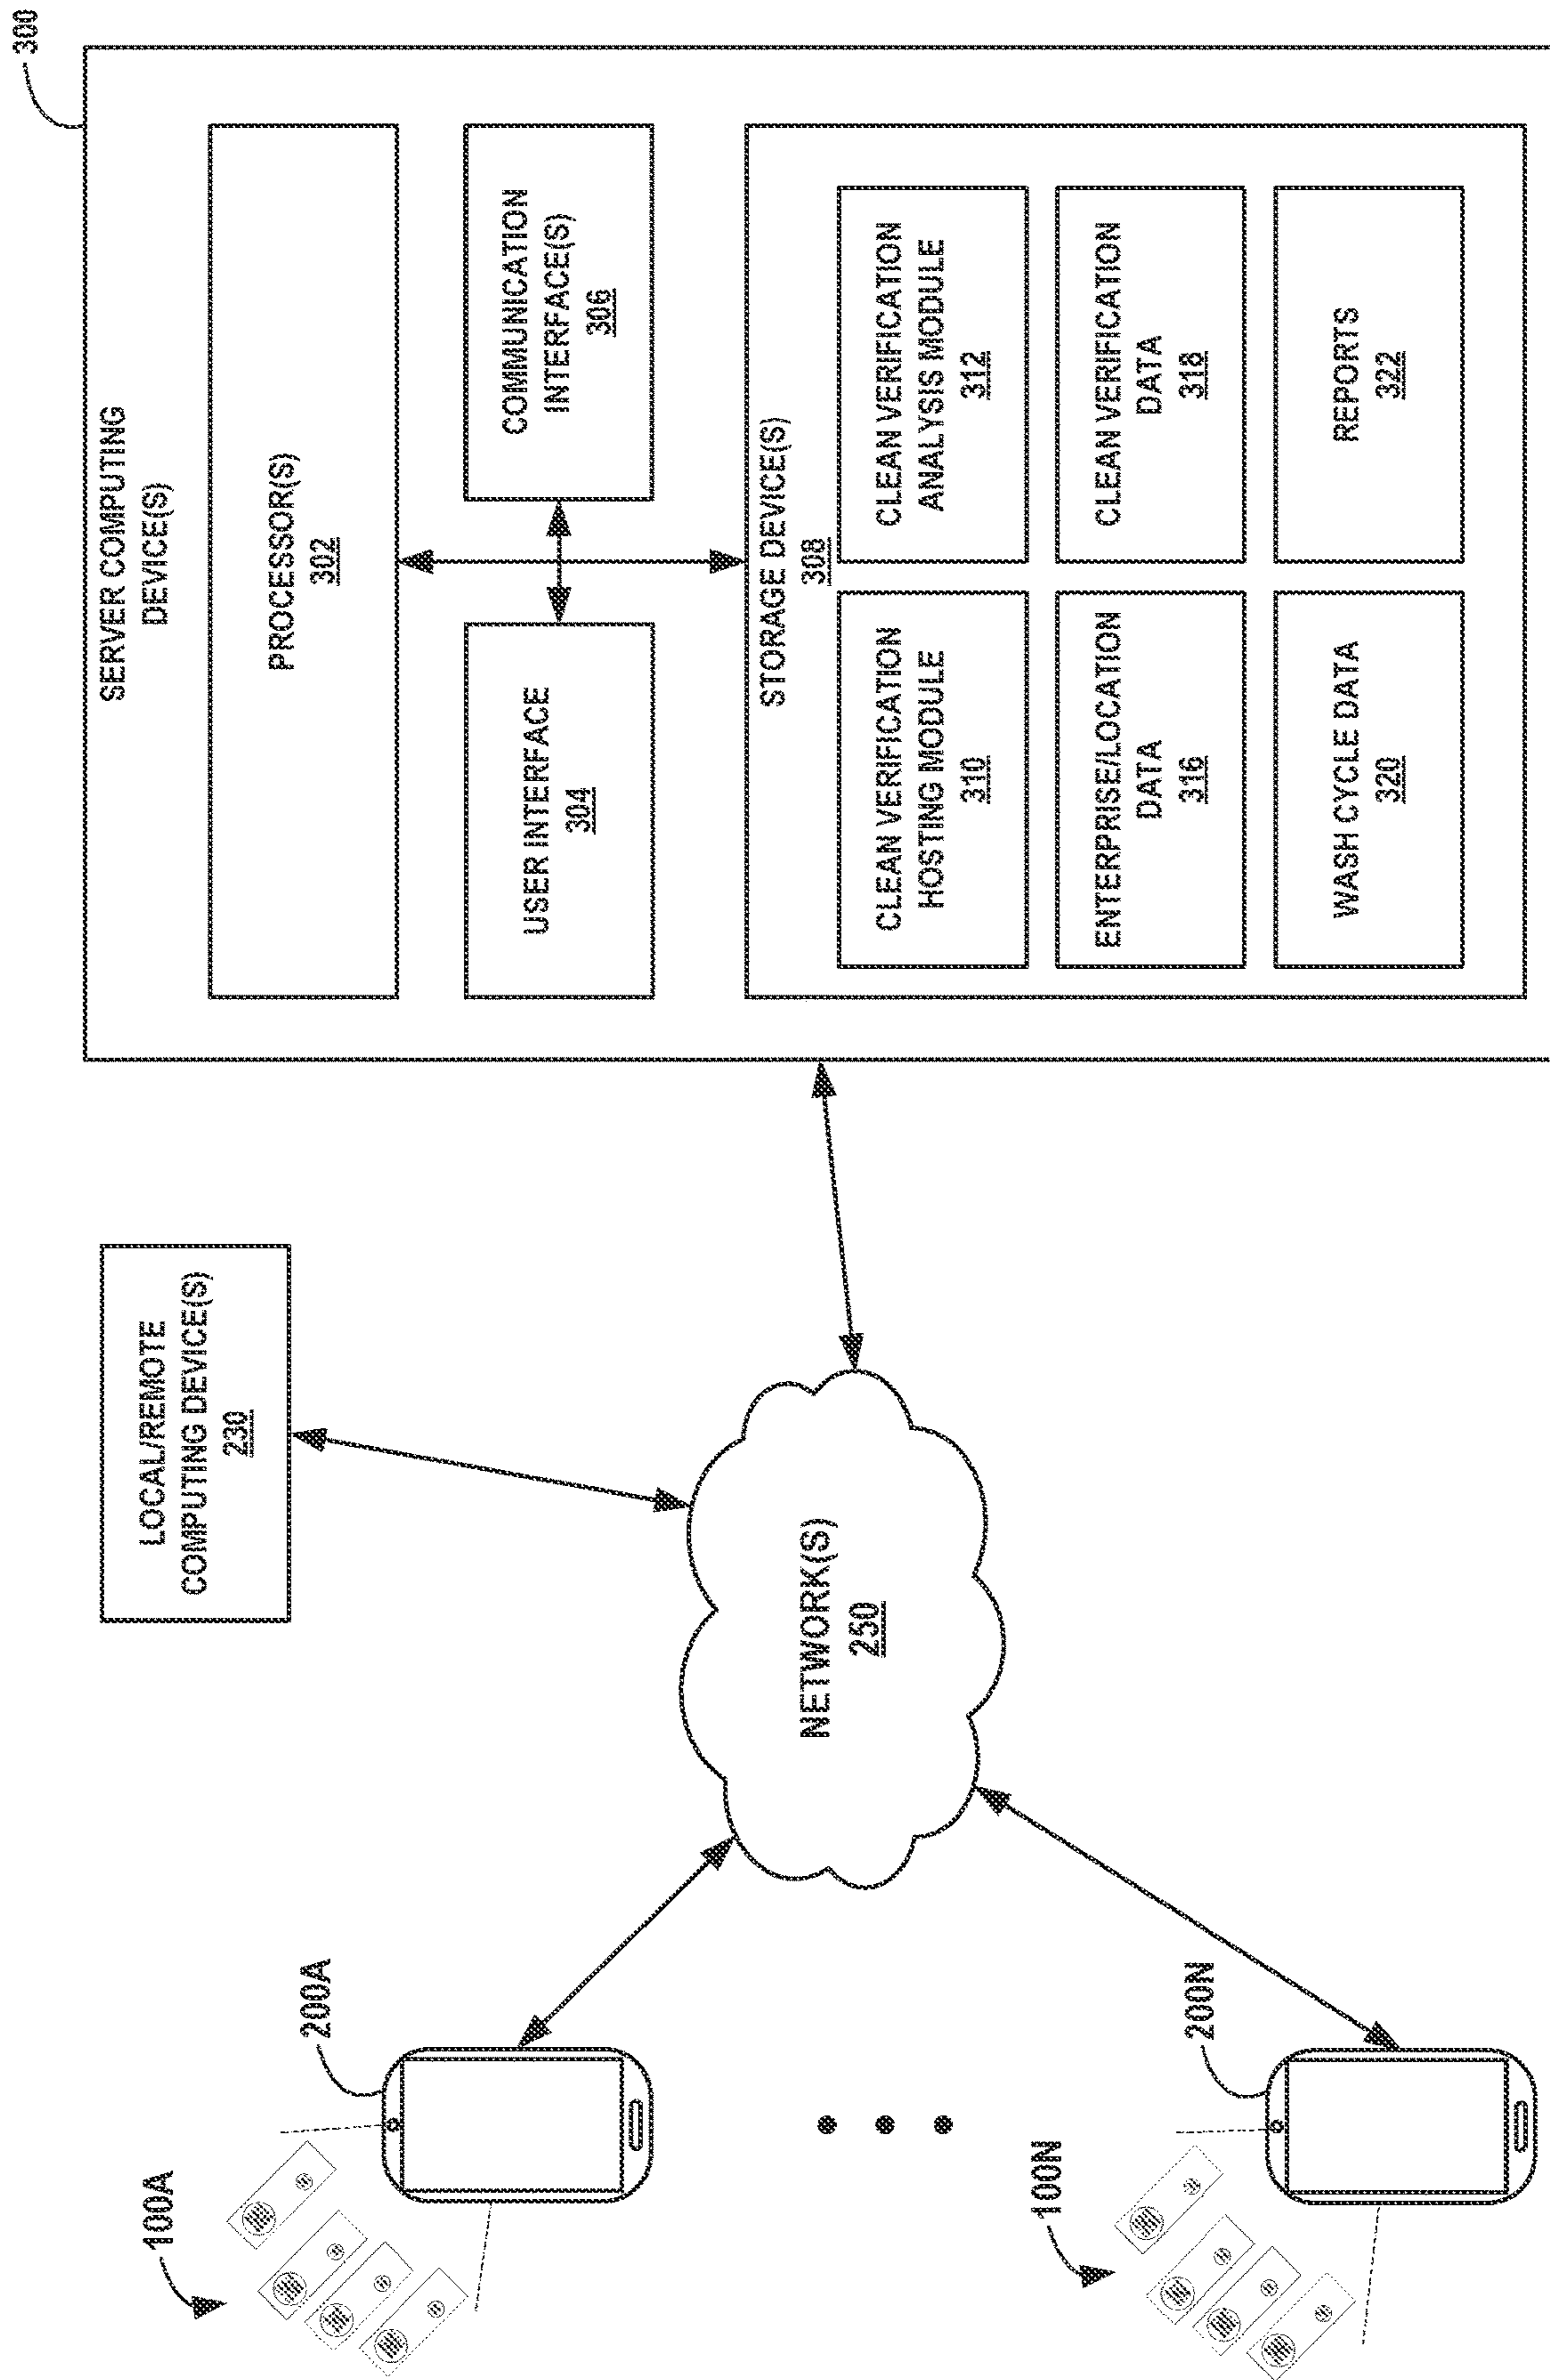 300
SERVER COMPUTING
DEVICE(S)
PROCESSOR(S)
302
USER INTERFACE
304
COMMUNICATION
INTERFACE(S)
306
STORAGE DEVICE(S)
308
CLEAN VERIFICATION
HOSTING MODULE
310
CLEAN VERIFICATION
ANALYSIS MODULE
312
ENTERPRISE/LOCATION
DATA
316
CLEAN VERIFICATION
DATA
318
WASH CYCLE DATA
320
REPORTS
322
LOCAL/REMOTE
COMPUTING DEVICE(S)
230
NETWORK(S)
250
100A
200A
100N
200N